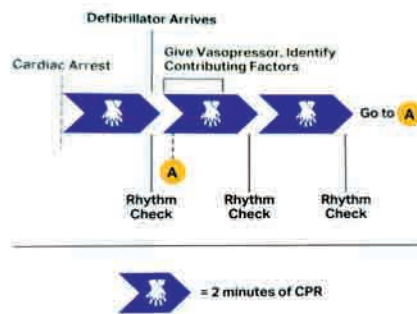 Defibrillator Arrives
Give Vasopressor, Identify
Contributing Factors
Cardiac Arrest
Go to A
A
Rhythm
Check
Rhythm
Check
Rhythm
Check
= 2 minutes of CPR